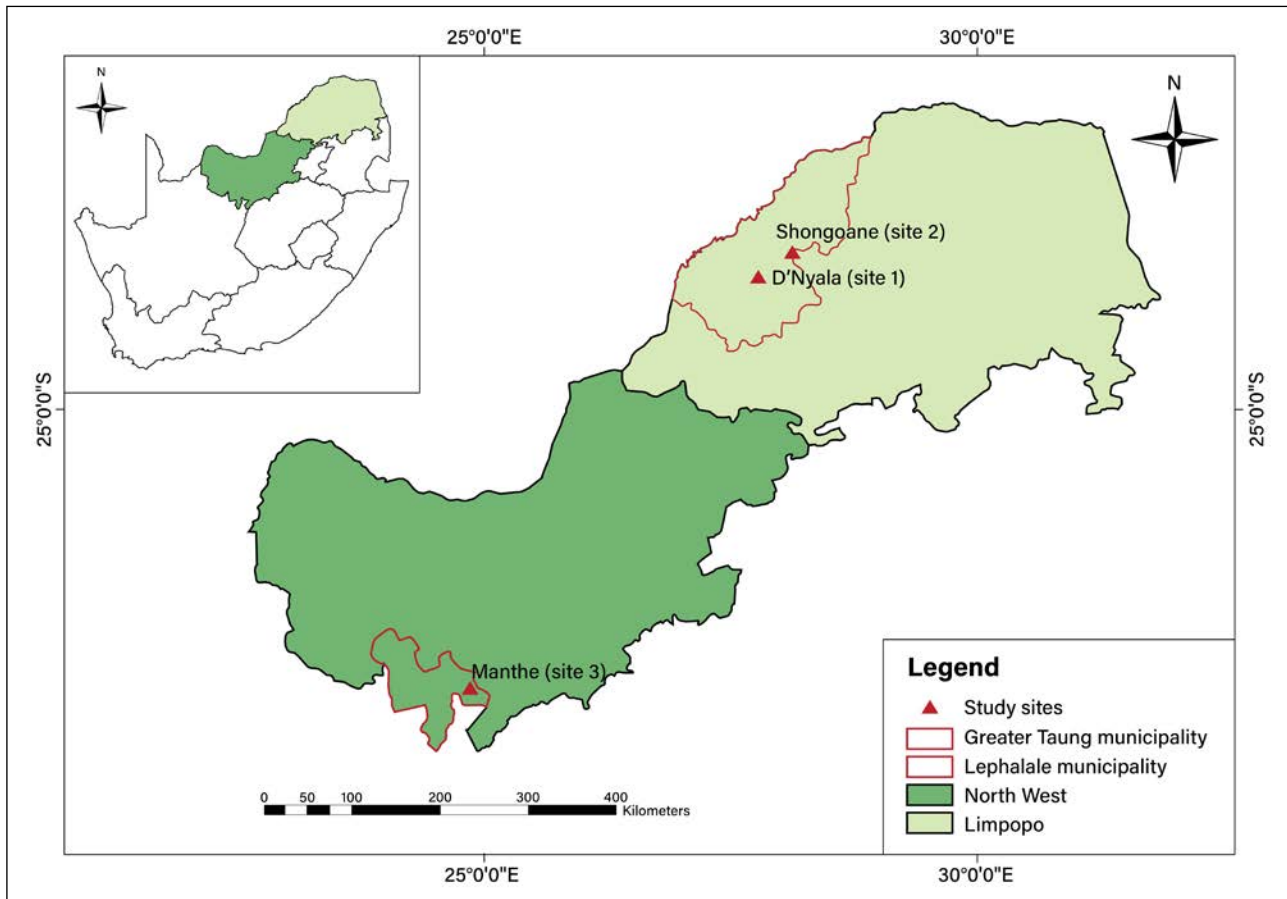 25°0'0"E
30°0'0"E
N
N
Shongoane (site 2)
D'Nyala (site 1)
25°0'0"S
25°0'0"S
Manthe (site 3)
Legend
Study sites
Greater Taung municipality
Lephalale municipality
North West
Limpopo
0 50 100 200 300 400
Kilometers
25°0'0"E
30°0'0"E